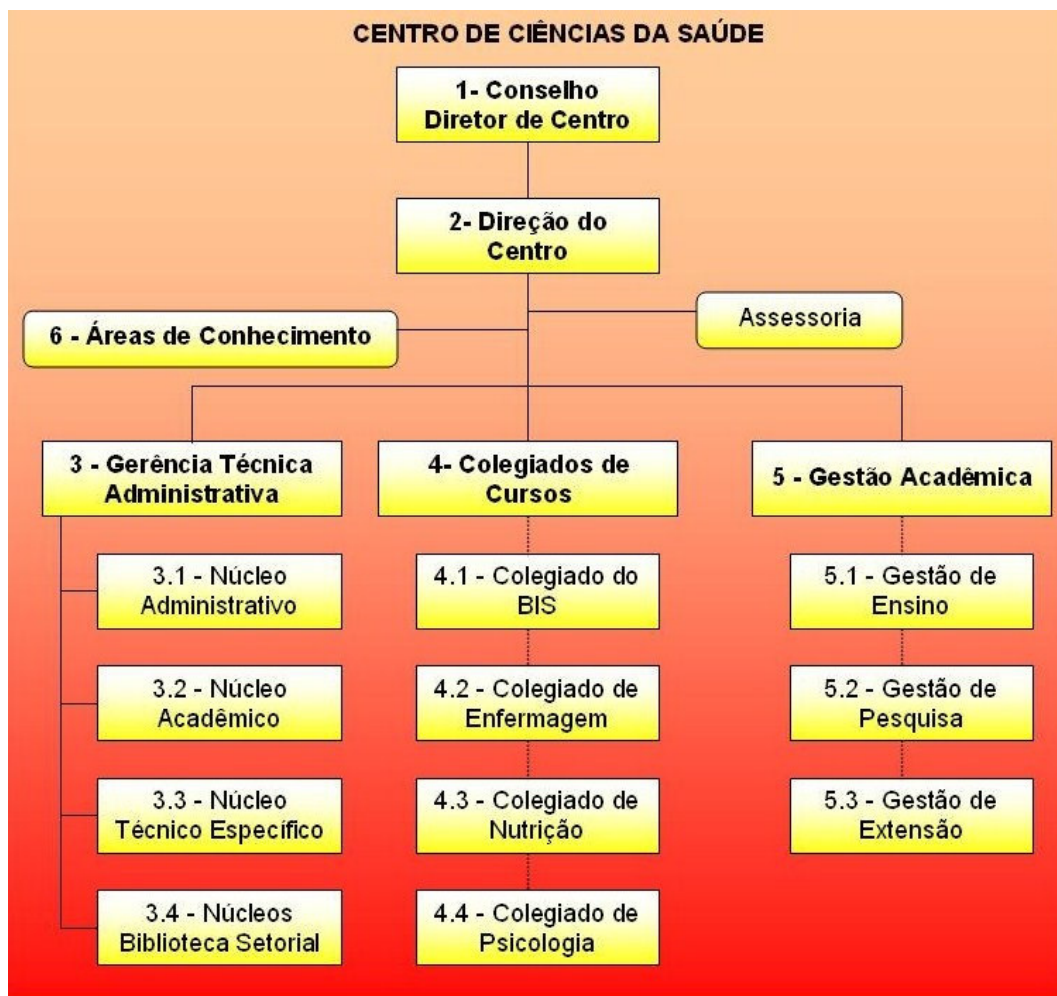 CENTRO DE CIÊNCIAS DA SAÚDE
1- Conselho
Diretor de Centro
2- Direção do
Centro
Assessoria
6 - Áreas de Conhecimento
3 - Gerência Técnica
Administrativa
3.1 - Núcleo
Administrativo
3.2 - Núcleo
Acadêmico
3.3 - Núcleo
Técnico Específico
3.4 - Núcleos
Biblioteca Setorial
4- Colegiados de
Cursos
4.1 - Colegiado do
BIS
4.2 - Colegiado de
Enfermagem
4.3 - Colegiado de
Nutrição
4.4 - Colegiado de
Psicologia
5 - Gestão Acadêmica
5.1 - Gestão de
Ensino
5.2 - Gestão de
Pesquisa
5.3 - Gestão de
Extensão